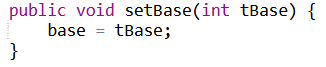 public void setBase(int tBase) {
    base = tBase;
}